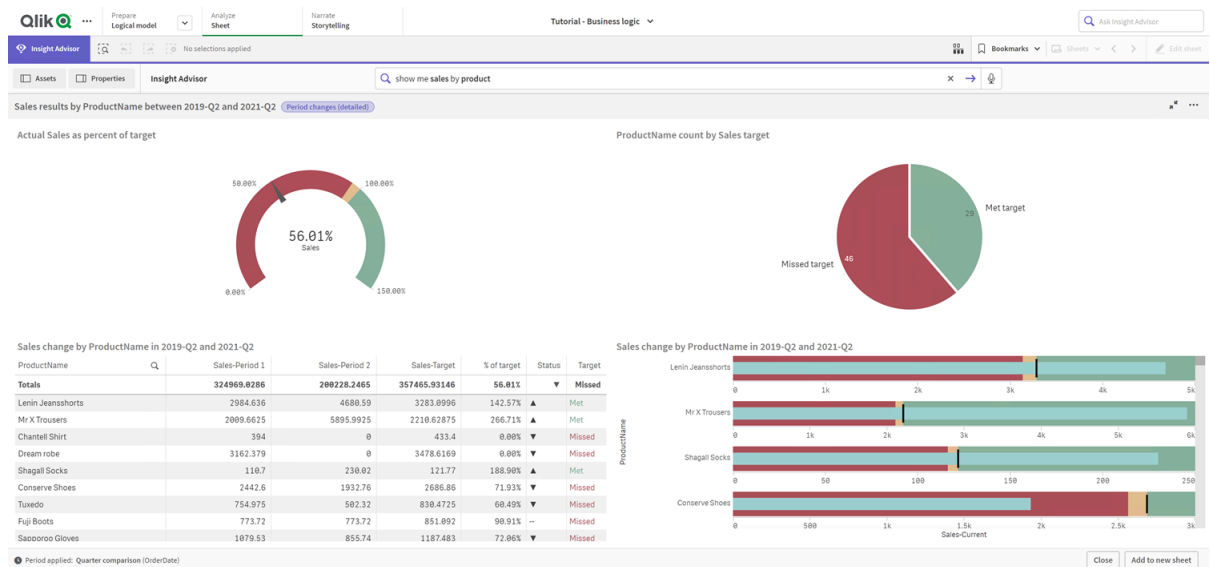 Qlik
Prepare
Logical model
Analyze
Sheet
Narrate
Storytelling
Tutorial - Business logic
Ask Insight Advisor
Insight Advisor
No selections applied
Bookmarks
Sheets
Edit sheet
Assets
Properties
Insight Advisor
show me sales by product
Sales results by ProductName between 2019-Q2 and 2021-Q2 Period changes (detailed)
Actual Sales as percent of target
50.00%
100.00%
56.01%
Sales
0.00%
150.00%
ProductName count by Sales target
29
Met target
Missed target
46
Sales change by ProductName in 2019-Q2 and 2021-Q2
ProductName Sales-Period 1 Sales-Period 2 Sales-Target % of target Status Target
Totals 324969.0286 200228.2465 357465.93146 56.01% ▼ Missed
Lenin Jeansshorts 2984.636 4680.59 3283.0996 142.57% ▲ Met
Mr X Trousers 2009.6625 5895.9925 2210.62875 266.71% ▲ Met
Chantell Shirt 394 0 433.4 0.00% ▼ Missed
Dream robe 3162.379 0 3478.6169 0.00% ▼ Missed
Shagall Socks 110.7 230.02 121.77 188.90% ▲ Met
Conserve Shoes 2442.6 1932.76 2686.86 71.93% ▼ Missed
Tuxedo 754.975 502.32 830.4725 60.49% ▼ Missed
Fuji Boots 773.72 773.72 851.092 90.91% -- Missed
Sapporoo Gloves 1079.53 855.74 1187.483 72.06% ▼ Missed
Sales change by ProductName in 2019-Q2 and 2021-Q2
ProductName
Lenin Jeansshorts
0 1k 2k 3k 4k 5k
Mr X Trousers
0 1k 2k 3k 4k 5k 6k
Shagall Socks
0 50 100 150 200 250
Conserve Shoes
0 500 1k 1.5k 2k 2.5k 3k
Sales-Current
Period applied: Quarter comparison (OrderDate)
Close
Add to new sheet